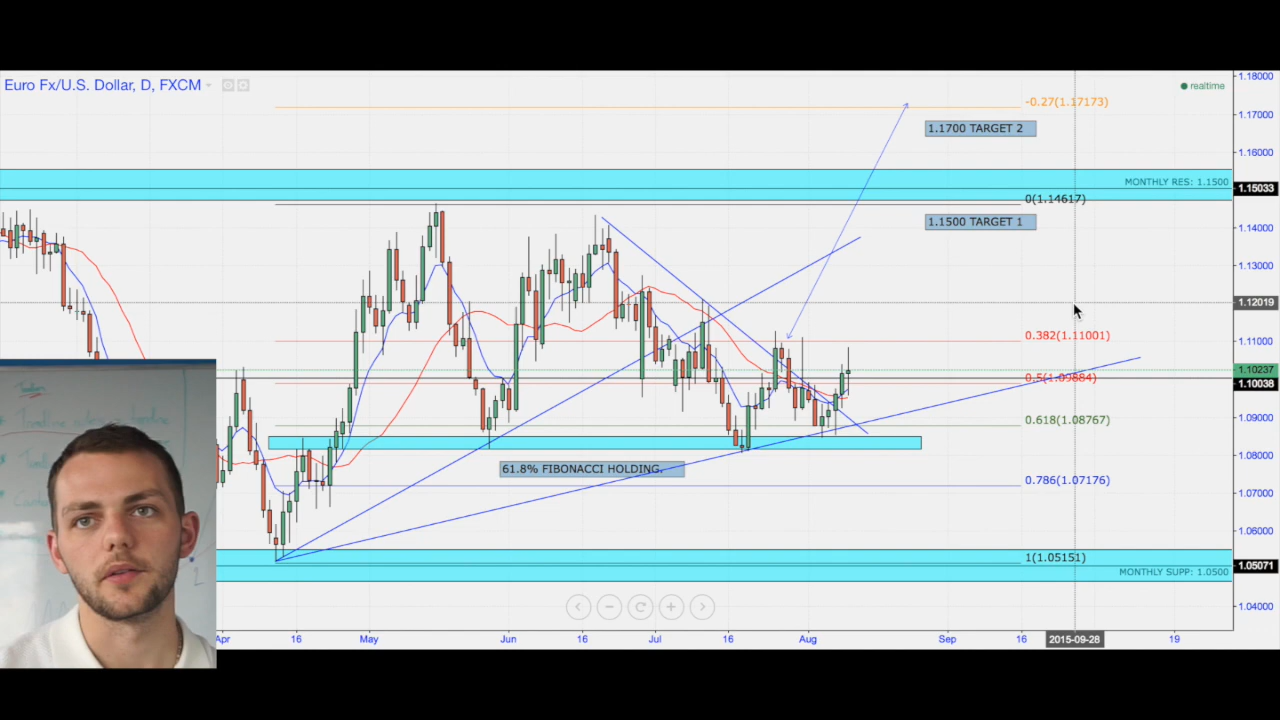 Euro Fx/U.S. Dollar, D, FXCM
realtime
1.18000
-0.27(1.17173)
1.17000
1.1700 TARGET 2
1.16000
MONTHLY RES: 1.1500
1.15033
0(1.14617)
1.1500 TARGET 1
1.14000
1.13000
1.12019
0.382(1.11001)
1.11000
1.10237
0.5(1.09884)
1.10038
0.618(1.08767)
1.09000
1.08000
61.8% FIBONACCI HOLDING.
0.786(1.07176)
1.07000
1.06000
1(1.05151)
MONTHLY SUPP: 1.0500
1.05071
1.04000
Apr 16 May Jun 16 Jul 16 Aug Sep 16 2015-09-28 19